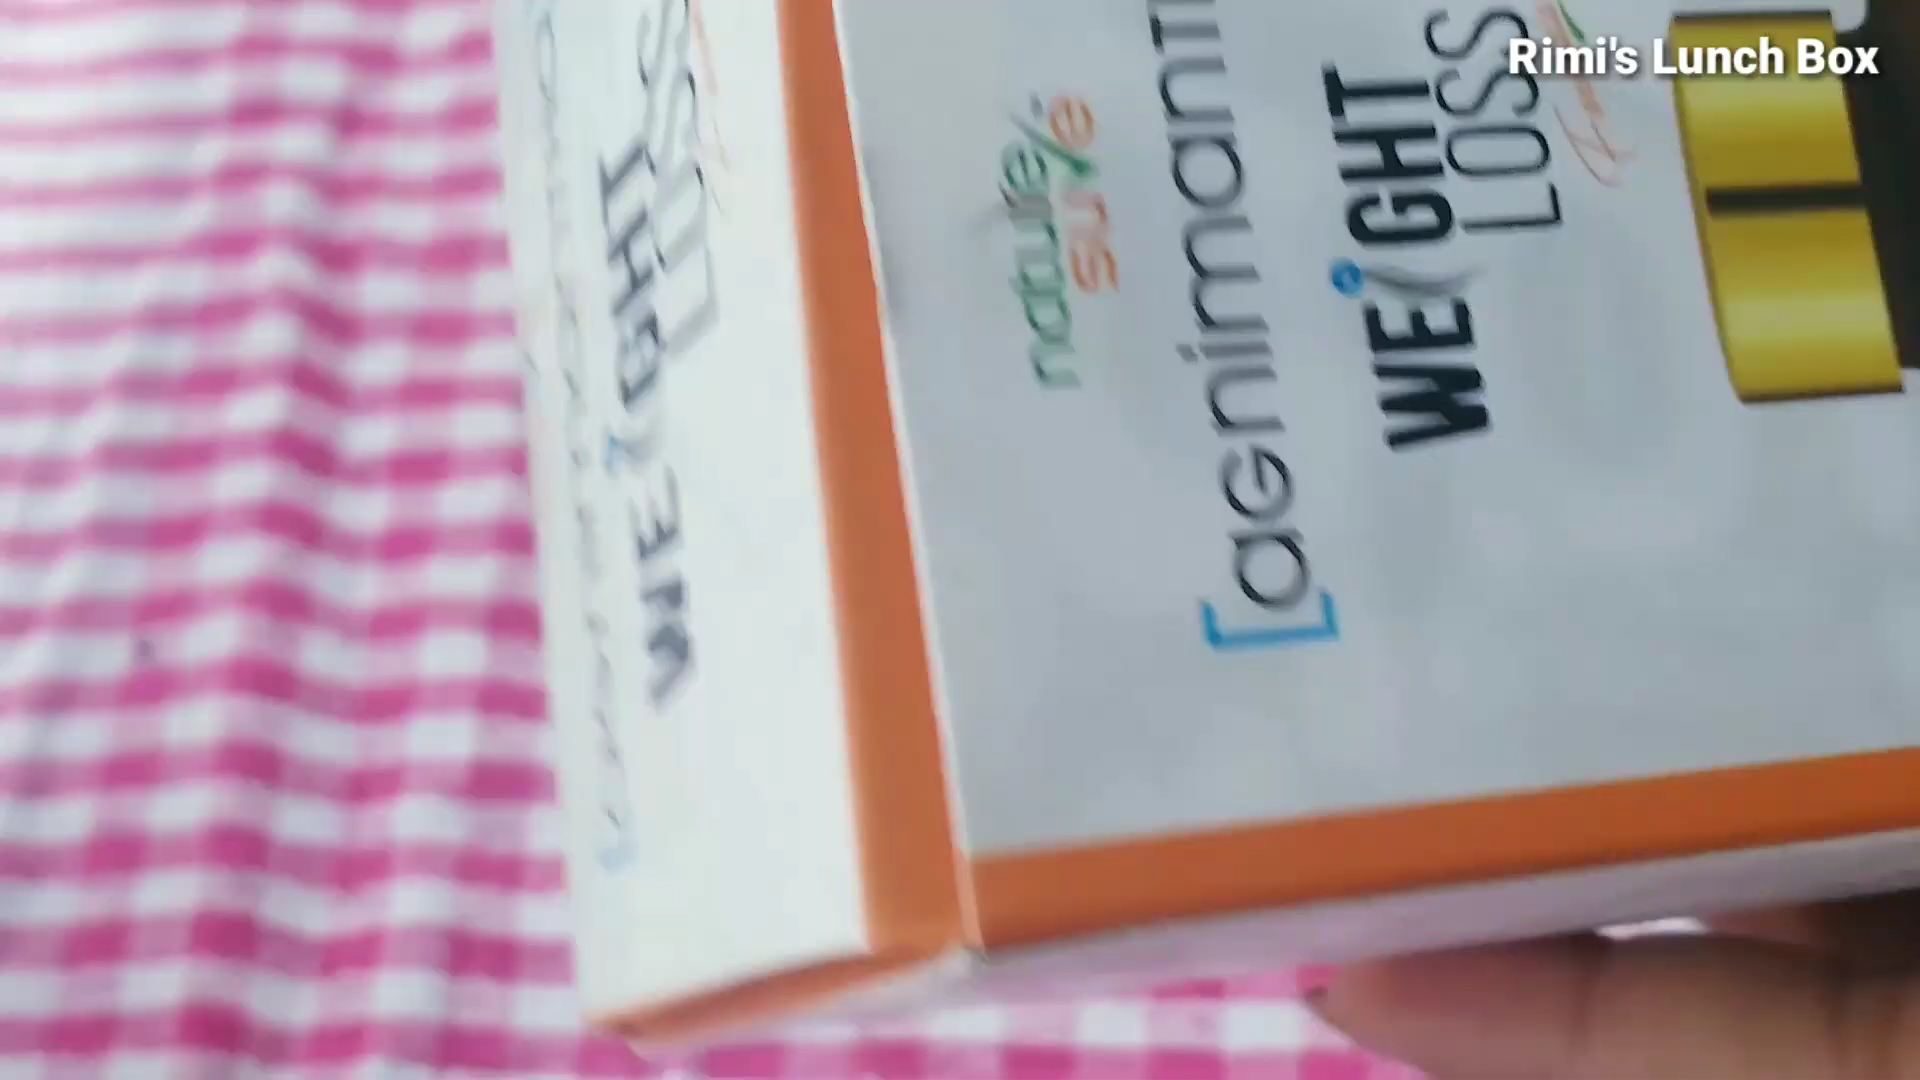 Rimi's Lunch Box
nature
sure
[agnimant
WEiGHT
LOSS
WEiGHT
LOSS